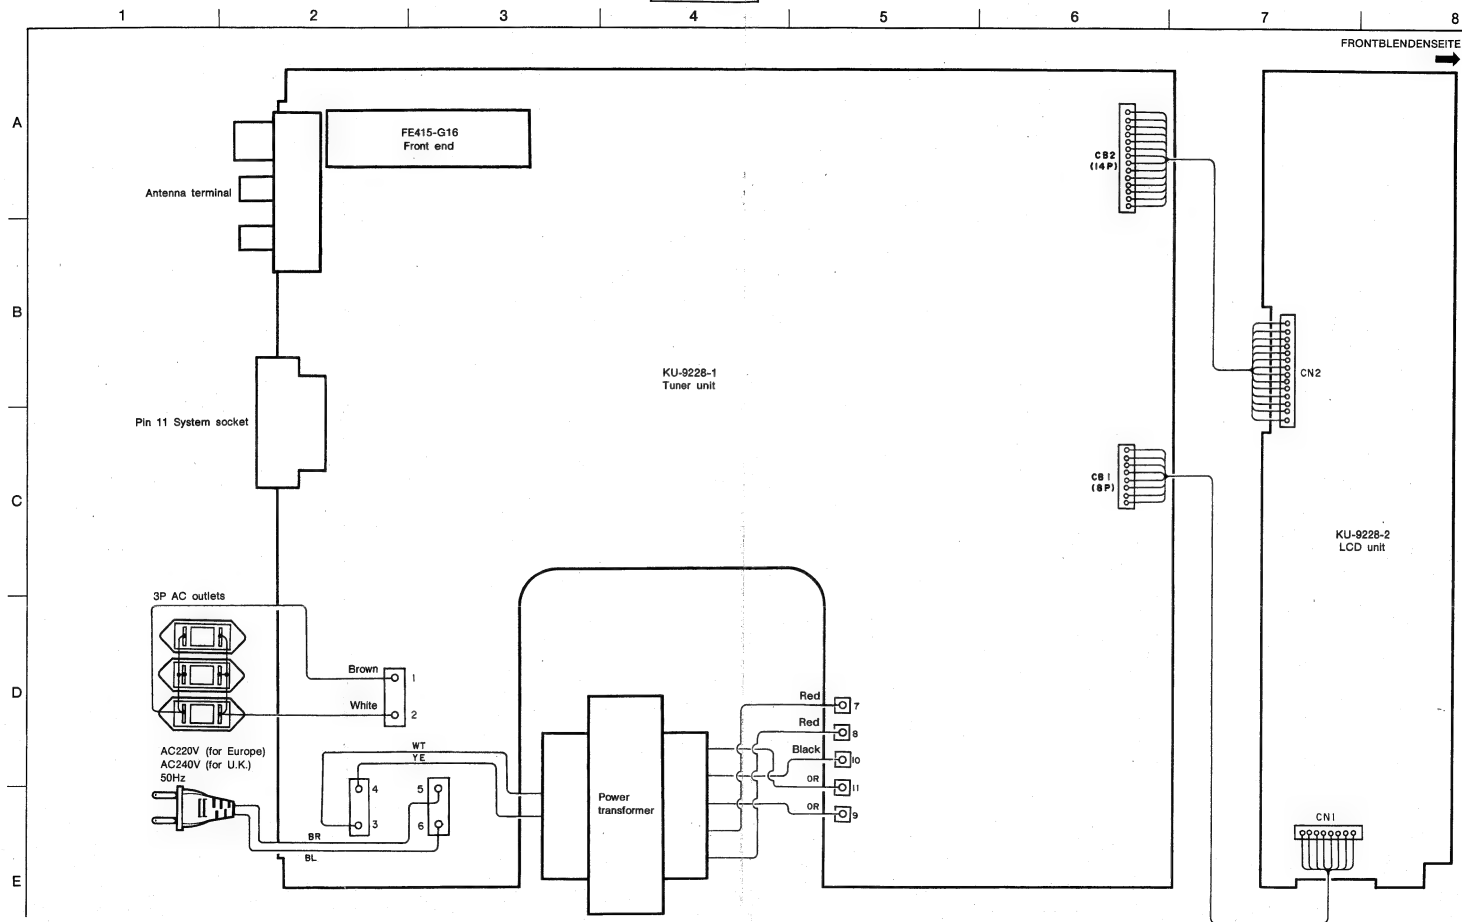 1 2 3 4 5 6 7 8
FRONTBLENDENSEITE
A
FE415-G16
Front end
CB2
(14P)
Antenna terminal
B
KU-9228-1
Tuner unit
CN2
Pin 11 System socket
CB1
(8P)
C
KU-9228-2
LCD unit
3P AC outlets
Brown 1
D
White 2
Red 7
Red 8
Black 10
OR 11
OR 9
AC220V (for Europe)
AC240V (for U.K.)
50Hz
WT
YE
4 5
3 6
Power
transformer
BR
BL
CN1
E